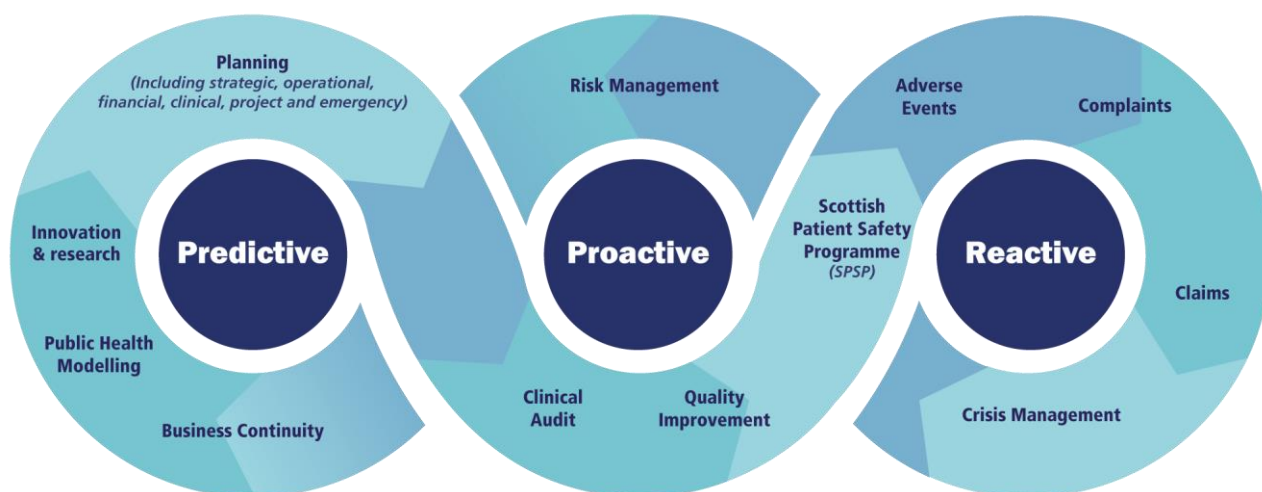 Planning
(Including strategic, operational,
financial, clinical, project and emergency)
Innovation
& research
Predictive
Public Health
Modelling
Business Continuity
Risk Management
Proactive
Clinical
Audit
Quality
Improvement
Scottish
Patient Safety
Programme
(SPSP)
Adverse
Events
Complaints
Reactive
Claims
Crisis Management